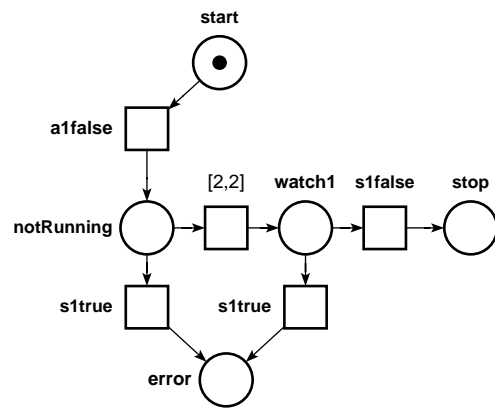 start
a1false
[2,2]
watch1
s1false
stop
notRunning
s1true
s1true
error